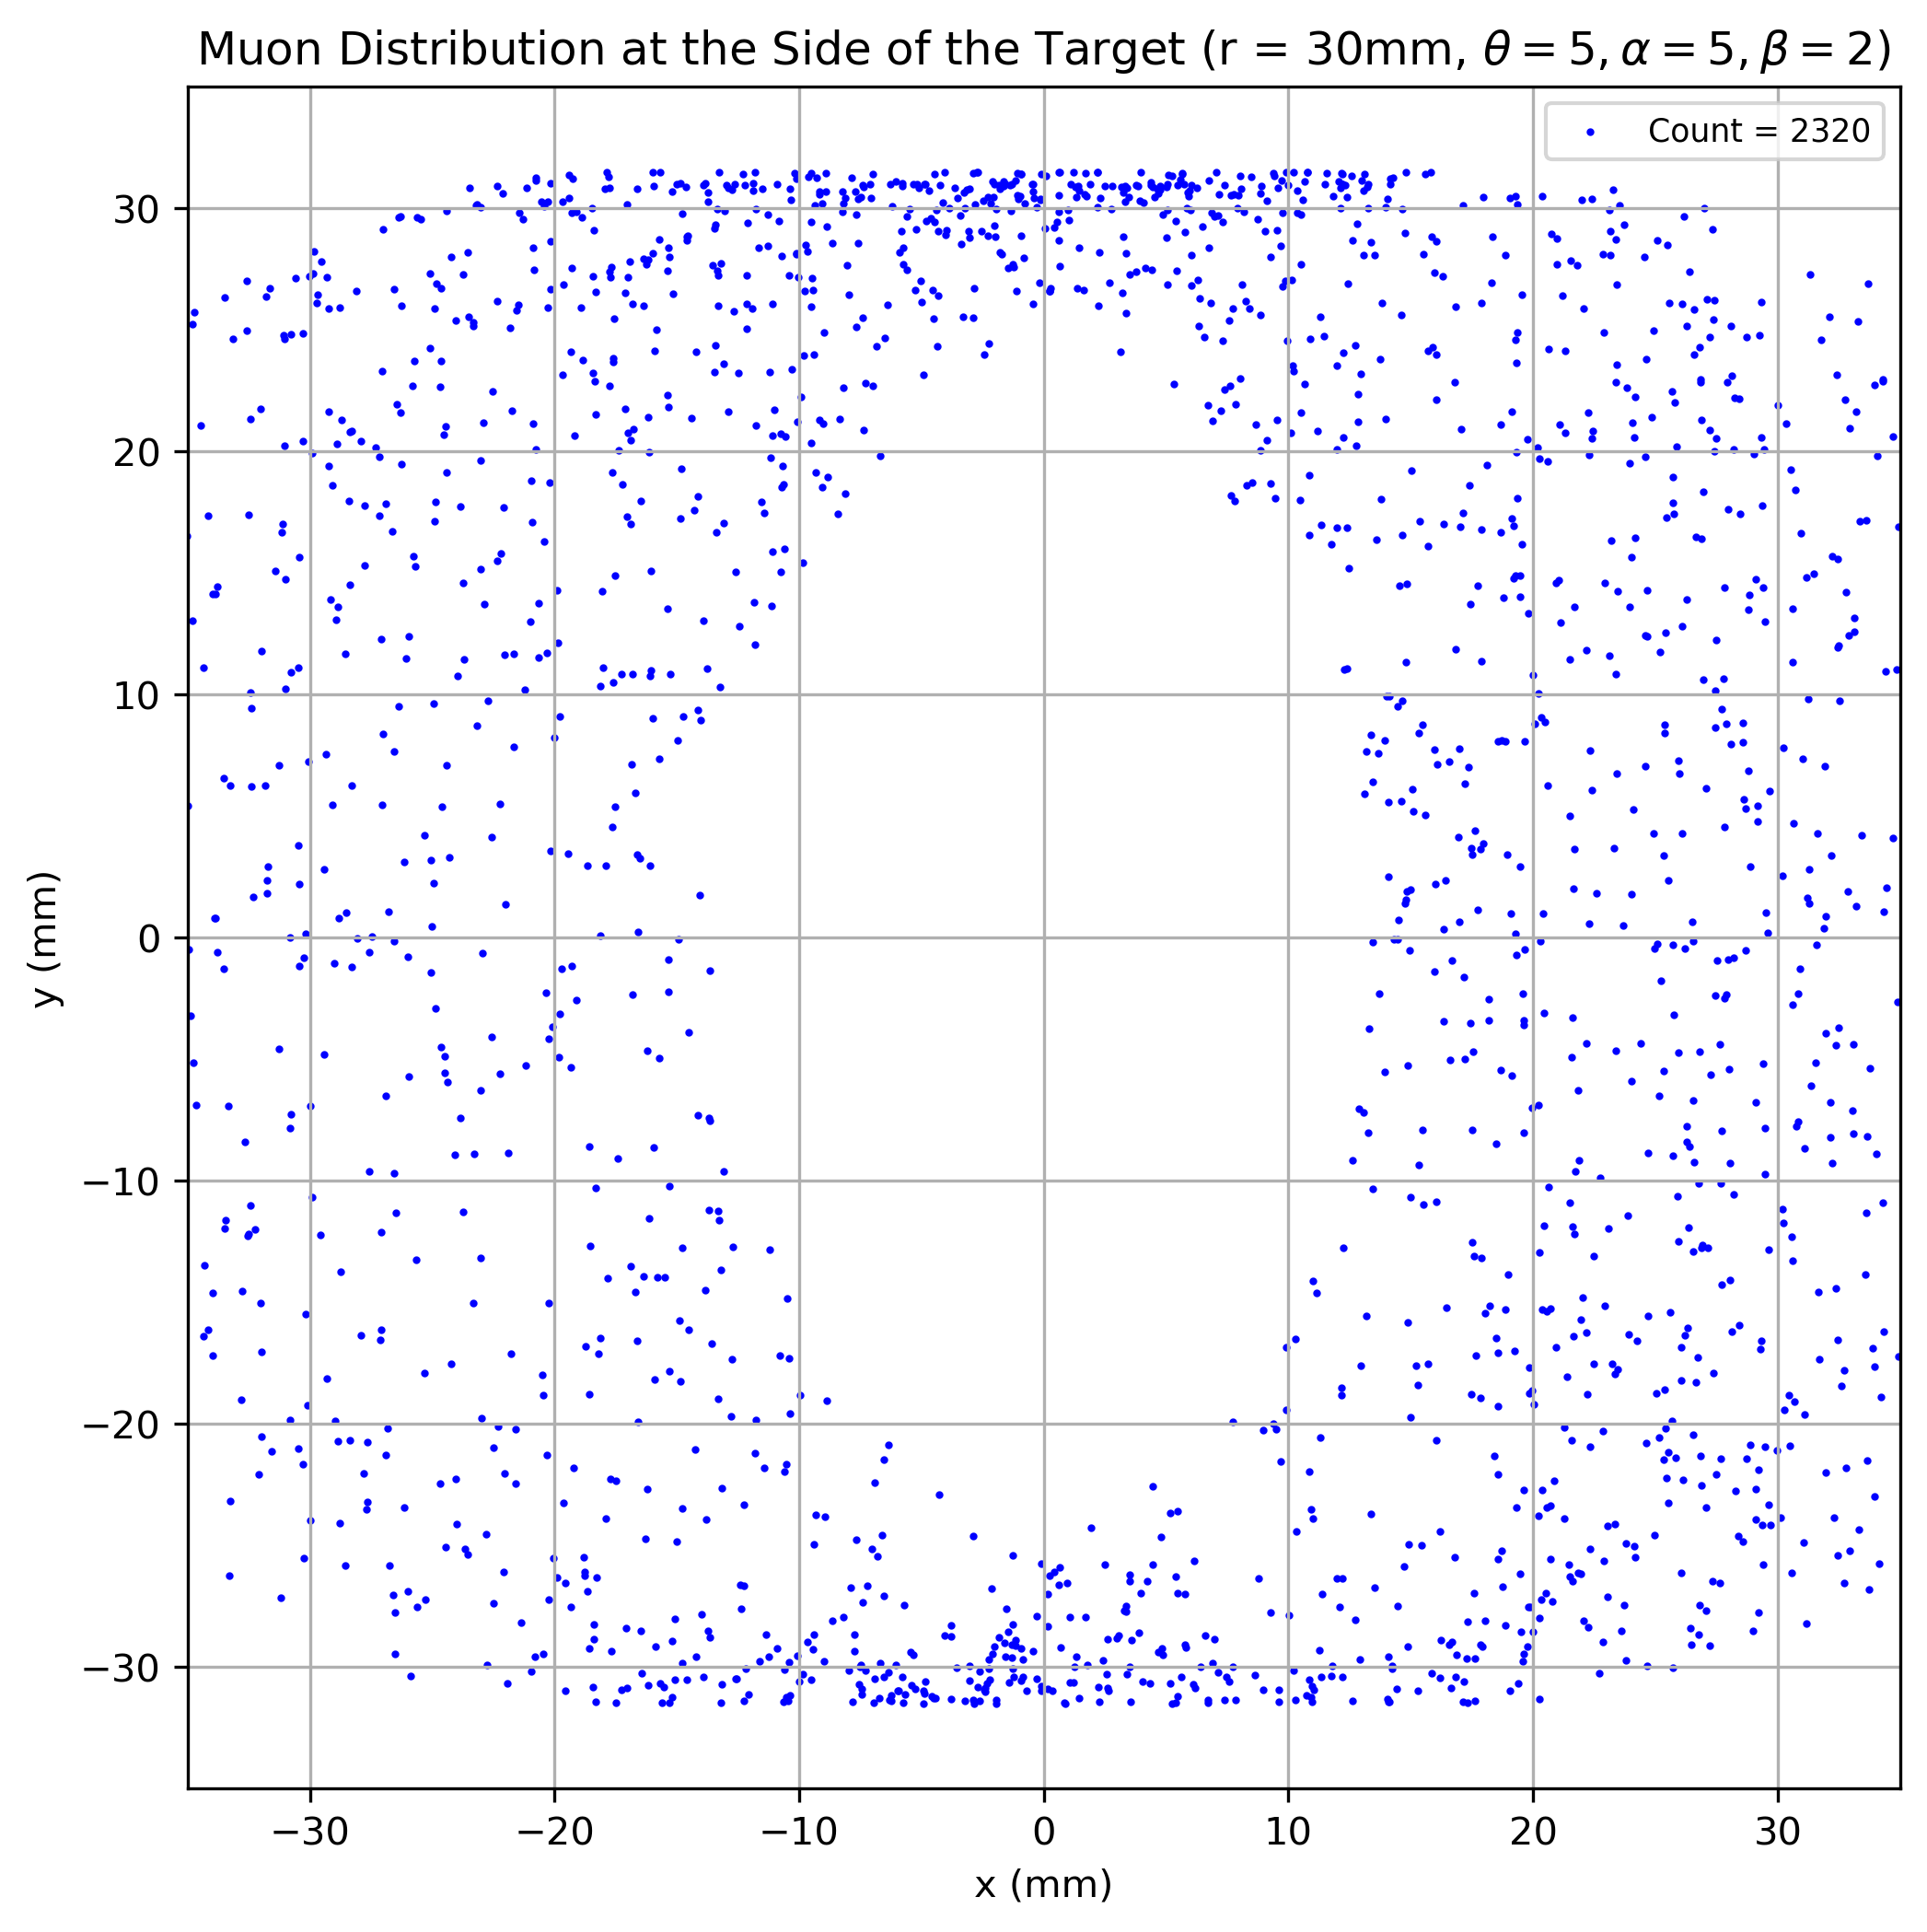 Muon Distribution at the Side of the Target (r = 30mm, θ = 5, α = 5, β = 2)
Count = 2320
30
20
10
0
−10
−20
−30
y (mm)
−30 −20 −10 0 10 20 30
x (mm)